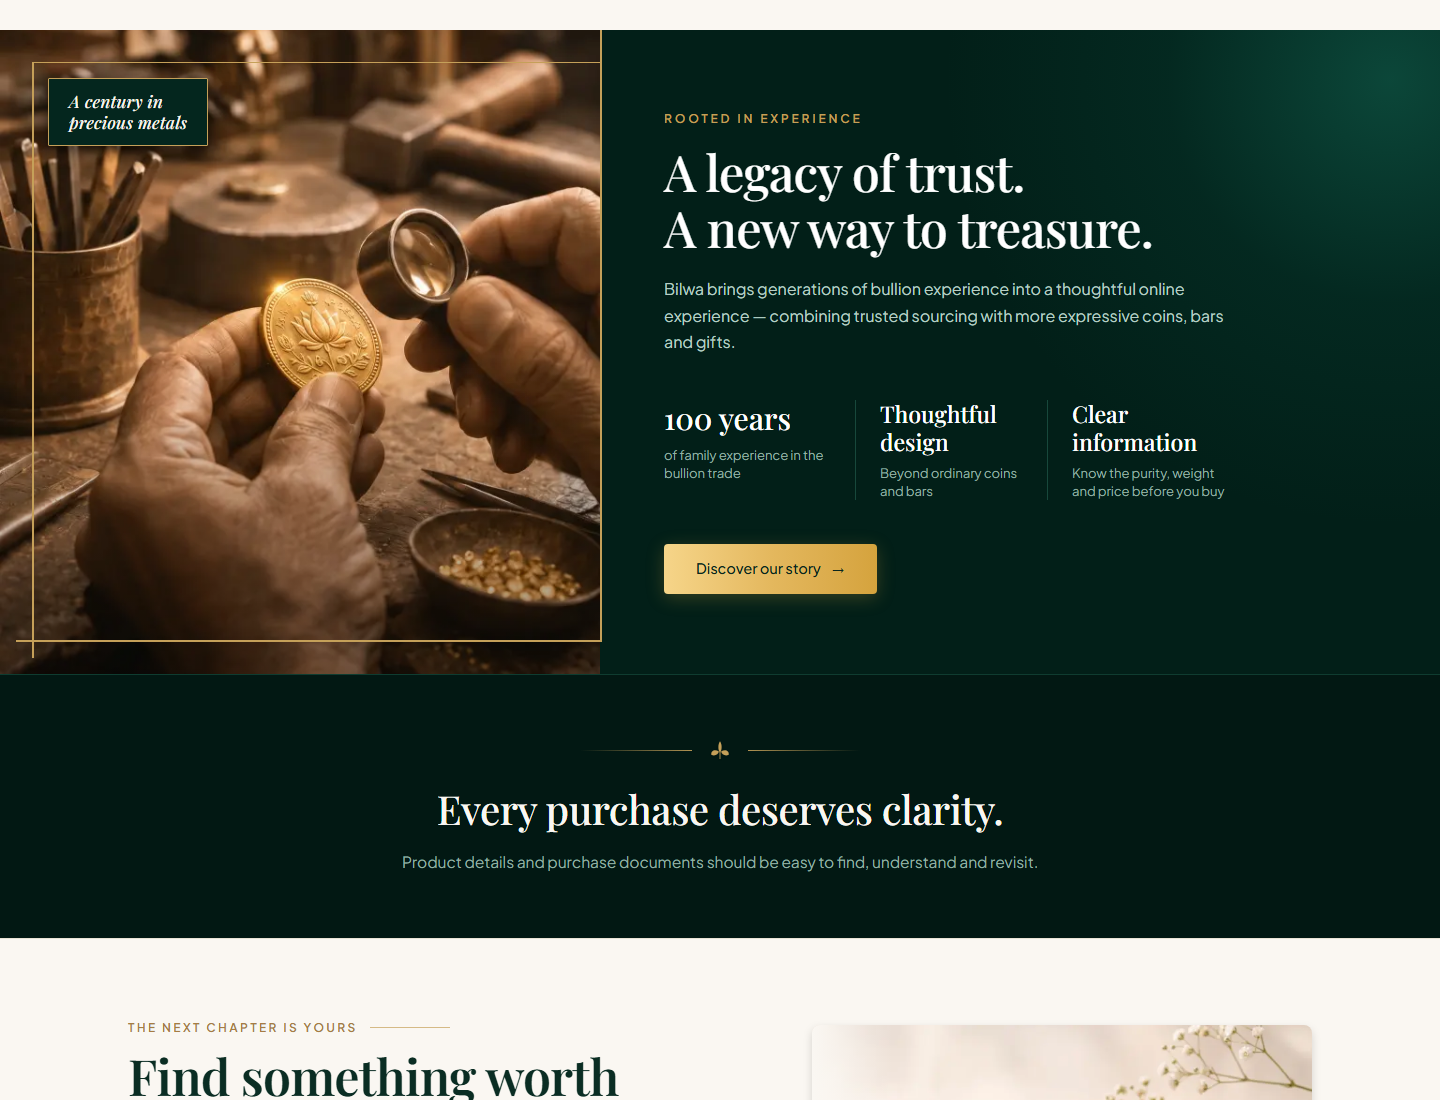 A century in
precious metals
ROOTED IN EXPERIENCE
A legacy of trust.
A new way to treasure.
Bilwa brings generations of bullion experience into a thoughtful online
experience — combining trusted sourcing with more expressive coins, bars
and gifts.
100 years
of family experience in the
bullion trade
Thoughtful
design
Beyond ordinary coins
and bars
Clear
information
Know the purity, weight
and price before you buy
Discover our story →
Every purchase deserves clarity.
Product details and purchase documents should be easy to find, understand and revisit.
THE NEXT CHAPTER IS YOURS
Find something worth